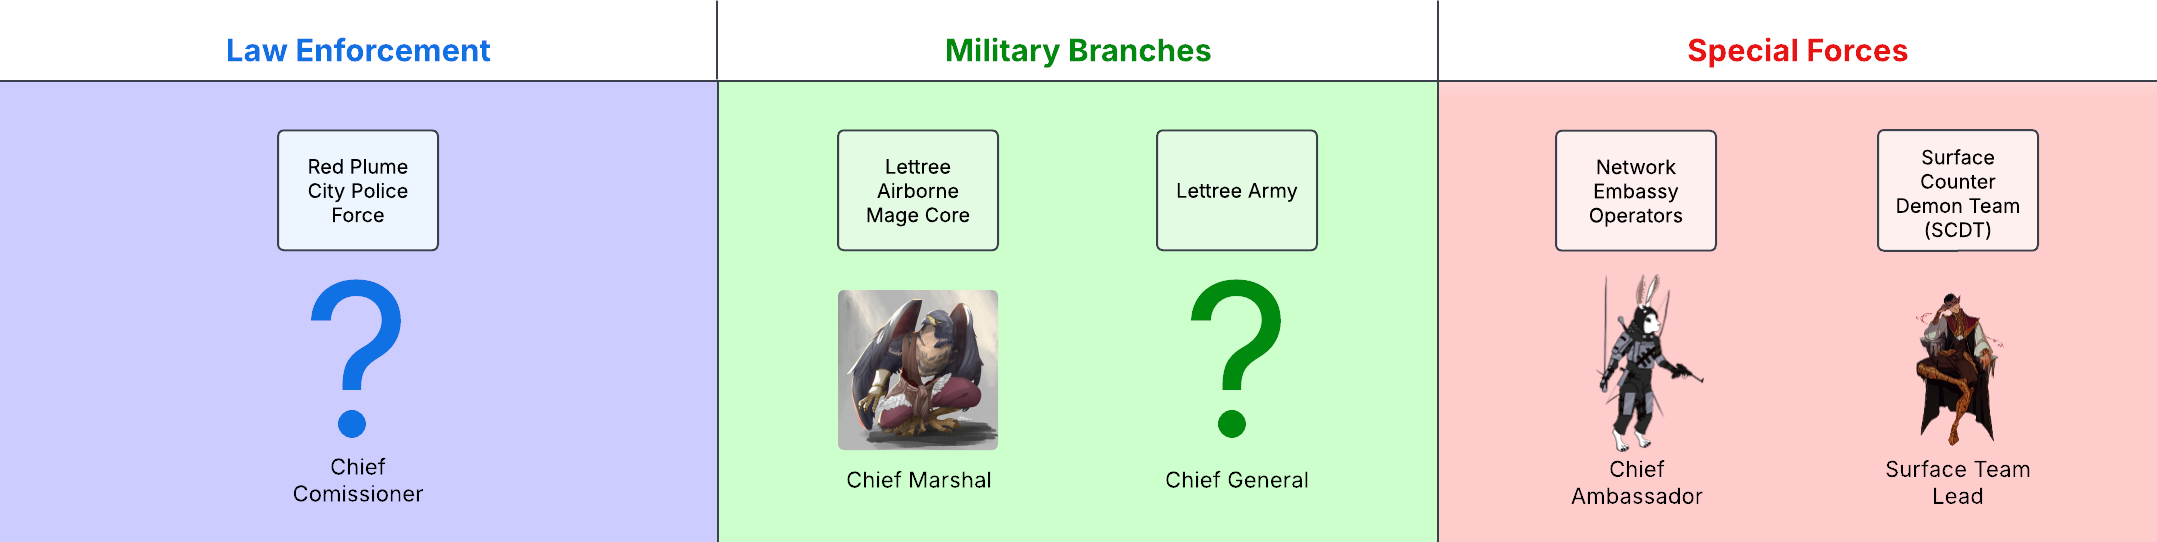 Law Enforcement
Military Branches
Special Forces
Red Plume
City Police
Force
Lettree
Airborne
Mage Core
Lettree Army
Network
Embassy
Operators
Surface
Counter
Demon Team
(SCDT)
?
?
Chief
Comissioner
Chief Marshal
Chief General
Chief
Ambassador
Surface Team
Lead